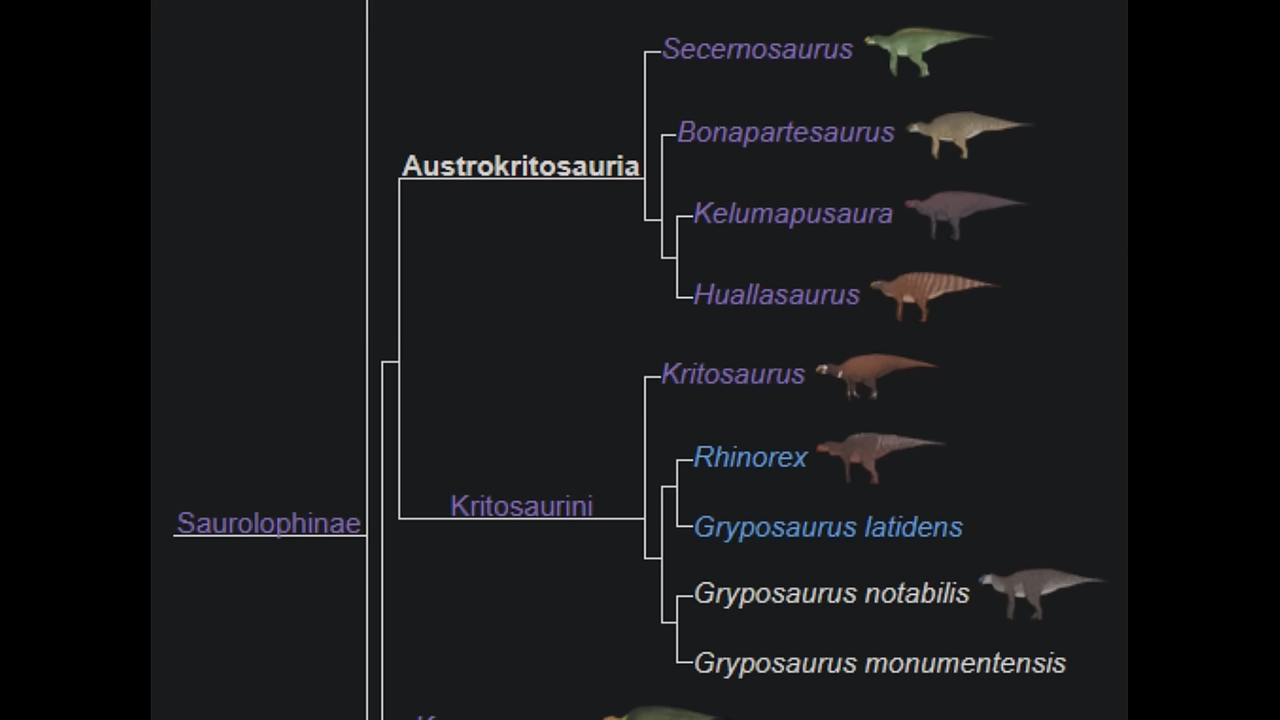 Secernosaurus
Bonapartesaurus
Austrokritosauria
Kelumapusaura
Huallasaurus
Kritosaurus
Rhinorex
Kritosaurini
Saurolophinae
Gryposaurus latidens
Gryposaurus notabilis
Gryposaurus monumentensis